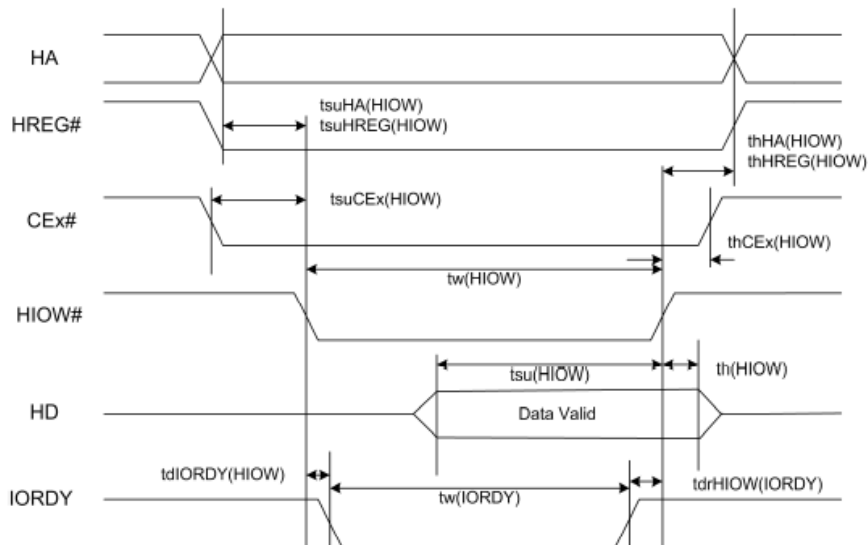 HA
tsuHA(HIOW)
HREG#
tsuHREG(HIOW)
thHA(HIOW)
thHREG(HIOW)
tsuCEx(HIOW)
CEx#
thCEx(HIOW)
tw(HIOW)
HIOW#
tsu(HIOW)
th(HIOW)
HD
Data Valid
tdIORDY(HIOW)
tdrHIOW(IORDY)
IORDY
tw(IORDY)